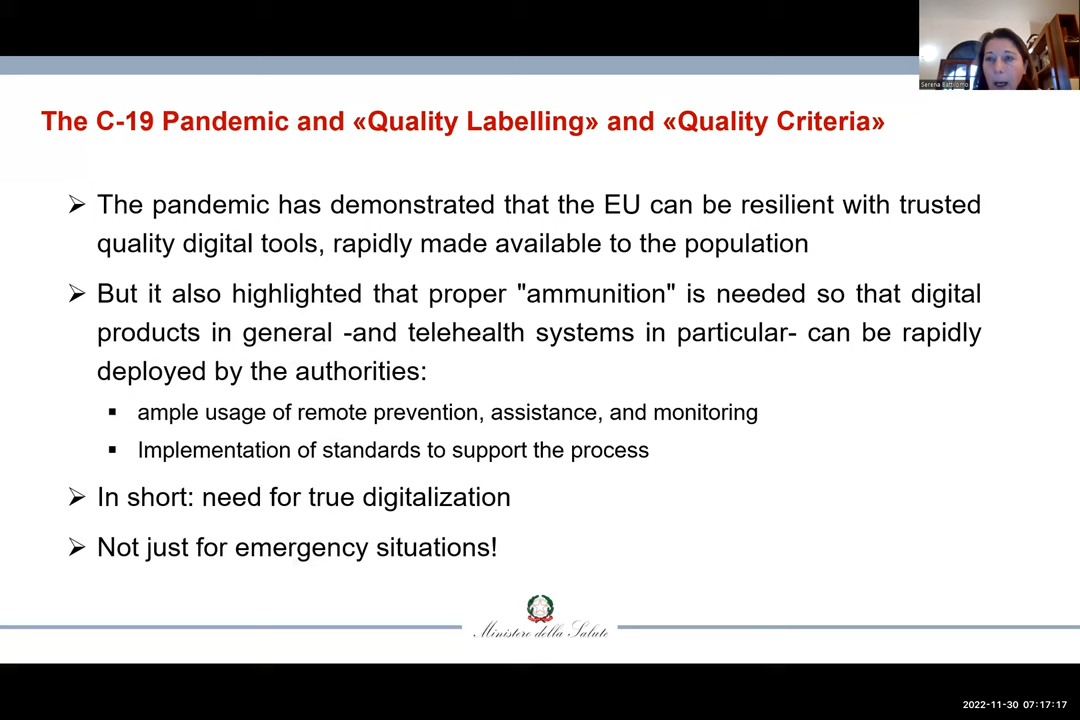 Serena Battilomo
The C-19 Pandemic and «Quality Labelling» and «Quality Criteria»
➢ The pandemic has demonstrated that the EU can be resilient with trusted
quality digital tools, rapidly made available to the population
➢ But it also highlighted that proper "ammunition" is needed so that digital
products in general -and telehealth systems in particular- can be rapidly
deployed by the authorities:
▪ ample usage of remote prevention, assistance, and monitoring
▪ Implementation of standards to support the process
➢ In short: need for true digitalization
➢ Not just for emergency situations!
Ministero della Salute
2022-11-30 07:17:17